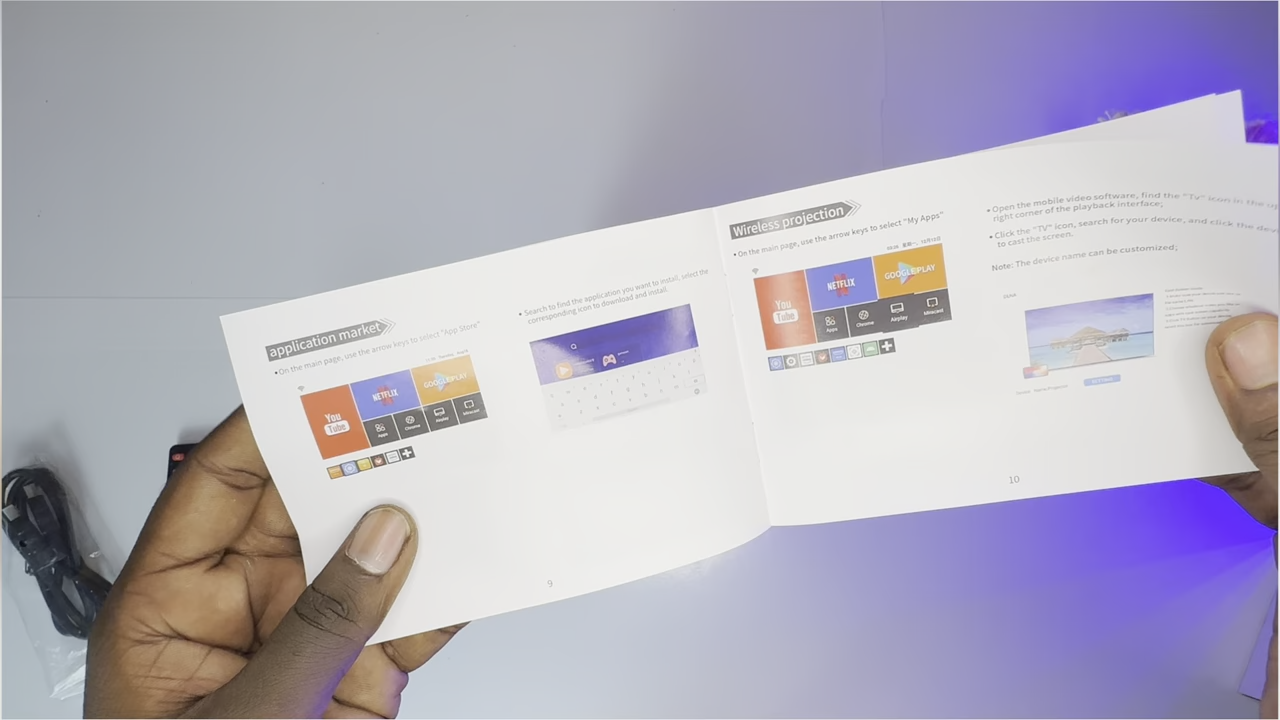 application market
•On the main page, use the arrow keys to select "App Store"
You
Tube
NETFLIX
GOOGLE PLAY
Apps
Chrome
Airplay
Miracast
• Search to find the application you want to install, select the
corresponding icon to download and install.
9
Wireless projection
•On the main page, use the arrow keys to select "My Apps"
You
Tube
NETFLIX
GOOGLE PLAY
Apps
Chrome
Airplay
Miracast
•Open the mobile video software, find the "Tv" icon in the
right corner of the playback interface;
•Click the "TV" icon, search for your device, and click the
to cast the screen.
Note: The device name can be customized;
10